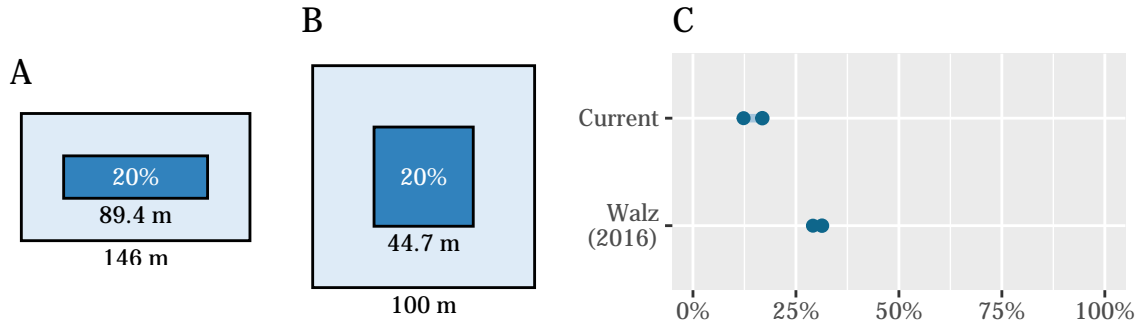 A
20%
89.4 m
146 m
B
20%
44.7 m
100 m
C
Current
Walz
(2016)
0%
25%
50%
75%
100%